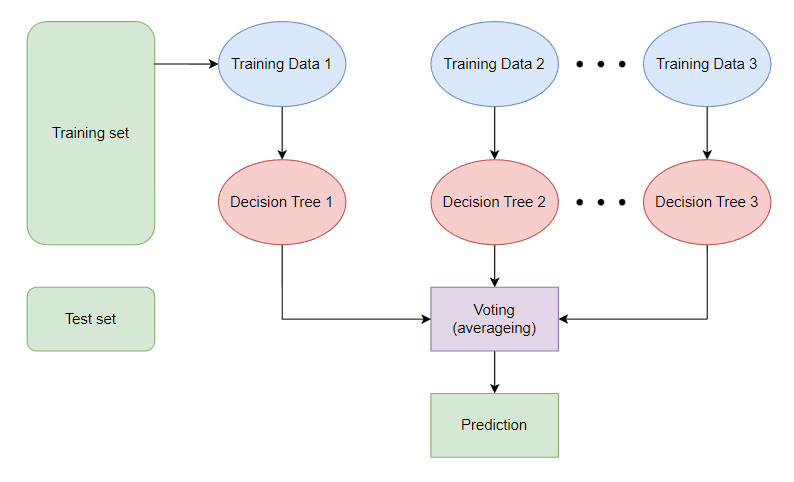 Training Data 1
Training Data 2
Training Data 3
Training set
Decision Tree 1
Decision Tree 2
Decision Tree 3
Test set
Voting
(averageing)
Prediction